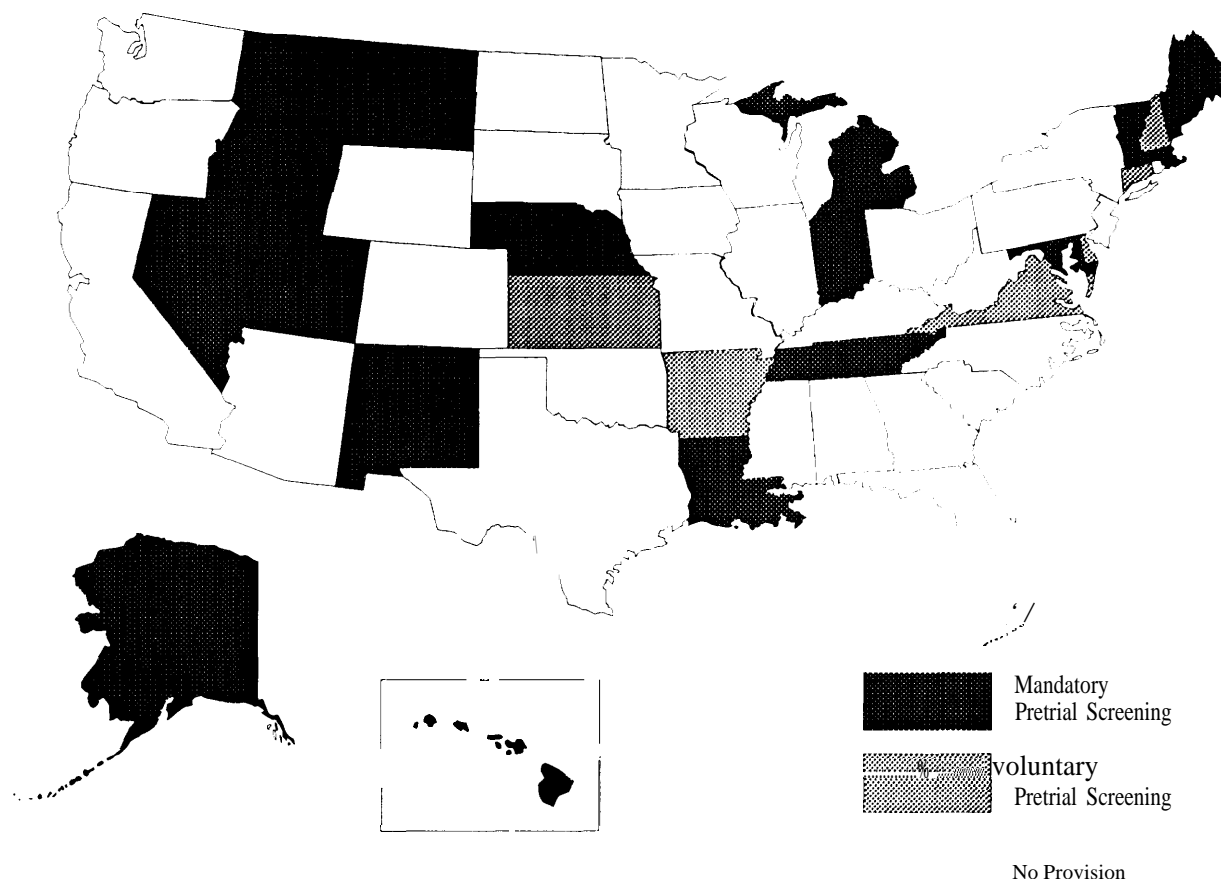 Mandatory
Pretrial Screening
voluntary
Pretrial Screening
No Provision